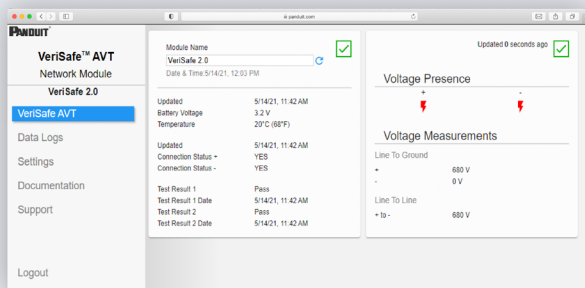 panduit.com
PANDUIT
VeriSafe™ AVT
Network Module
VeriSafe 2.0
VeriSafe AVT
Data Logs
Settings
Documentation
Support
Logout
Module Name
VeriSafe 2.0
Date & Time:5/14/21, 12:03 PM
Updated 5/14/21, 11:42 AM
Battery Voltage 3.2 V
Temperature 20°C (68°F)
Updated 5/14/21, 11:42 AM
Connection Status + YES
Connection Status - YES
Test Result 1 Pass
Test Result 1 Date 5/14/21, 11:42 AM
Test Result 2 Pass
Test Result 2 Date 5/14/21, 11:42 AM
Updated 0 seconds ago
Voltage Presence
+ -
Voltage Measurements
Line To Ground
+ 680 V
- 0 V
Line To Line
+ to - 680 V